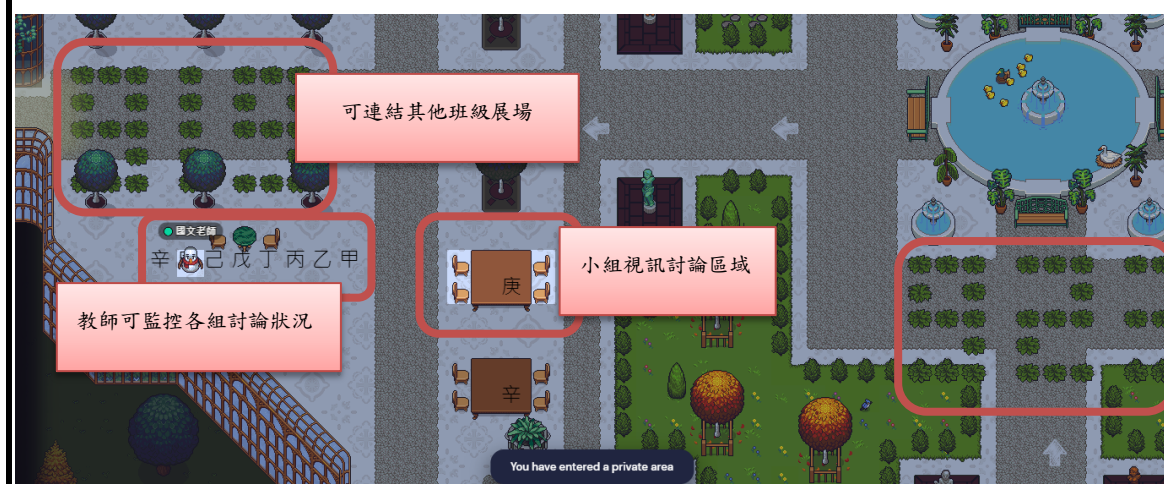 可連結其他班級展場
國文老師
辛 己戊丁丙乙甲
教師可監控各組討論狀況
庚
小組視訊討論區域
辛
You have entered a private area